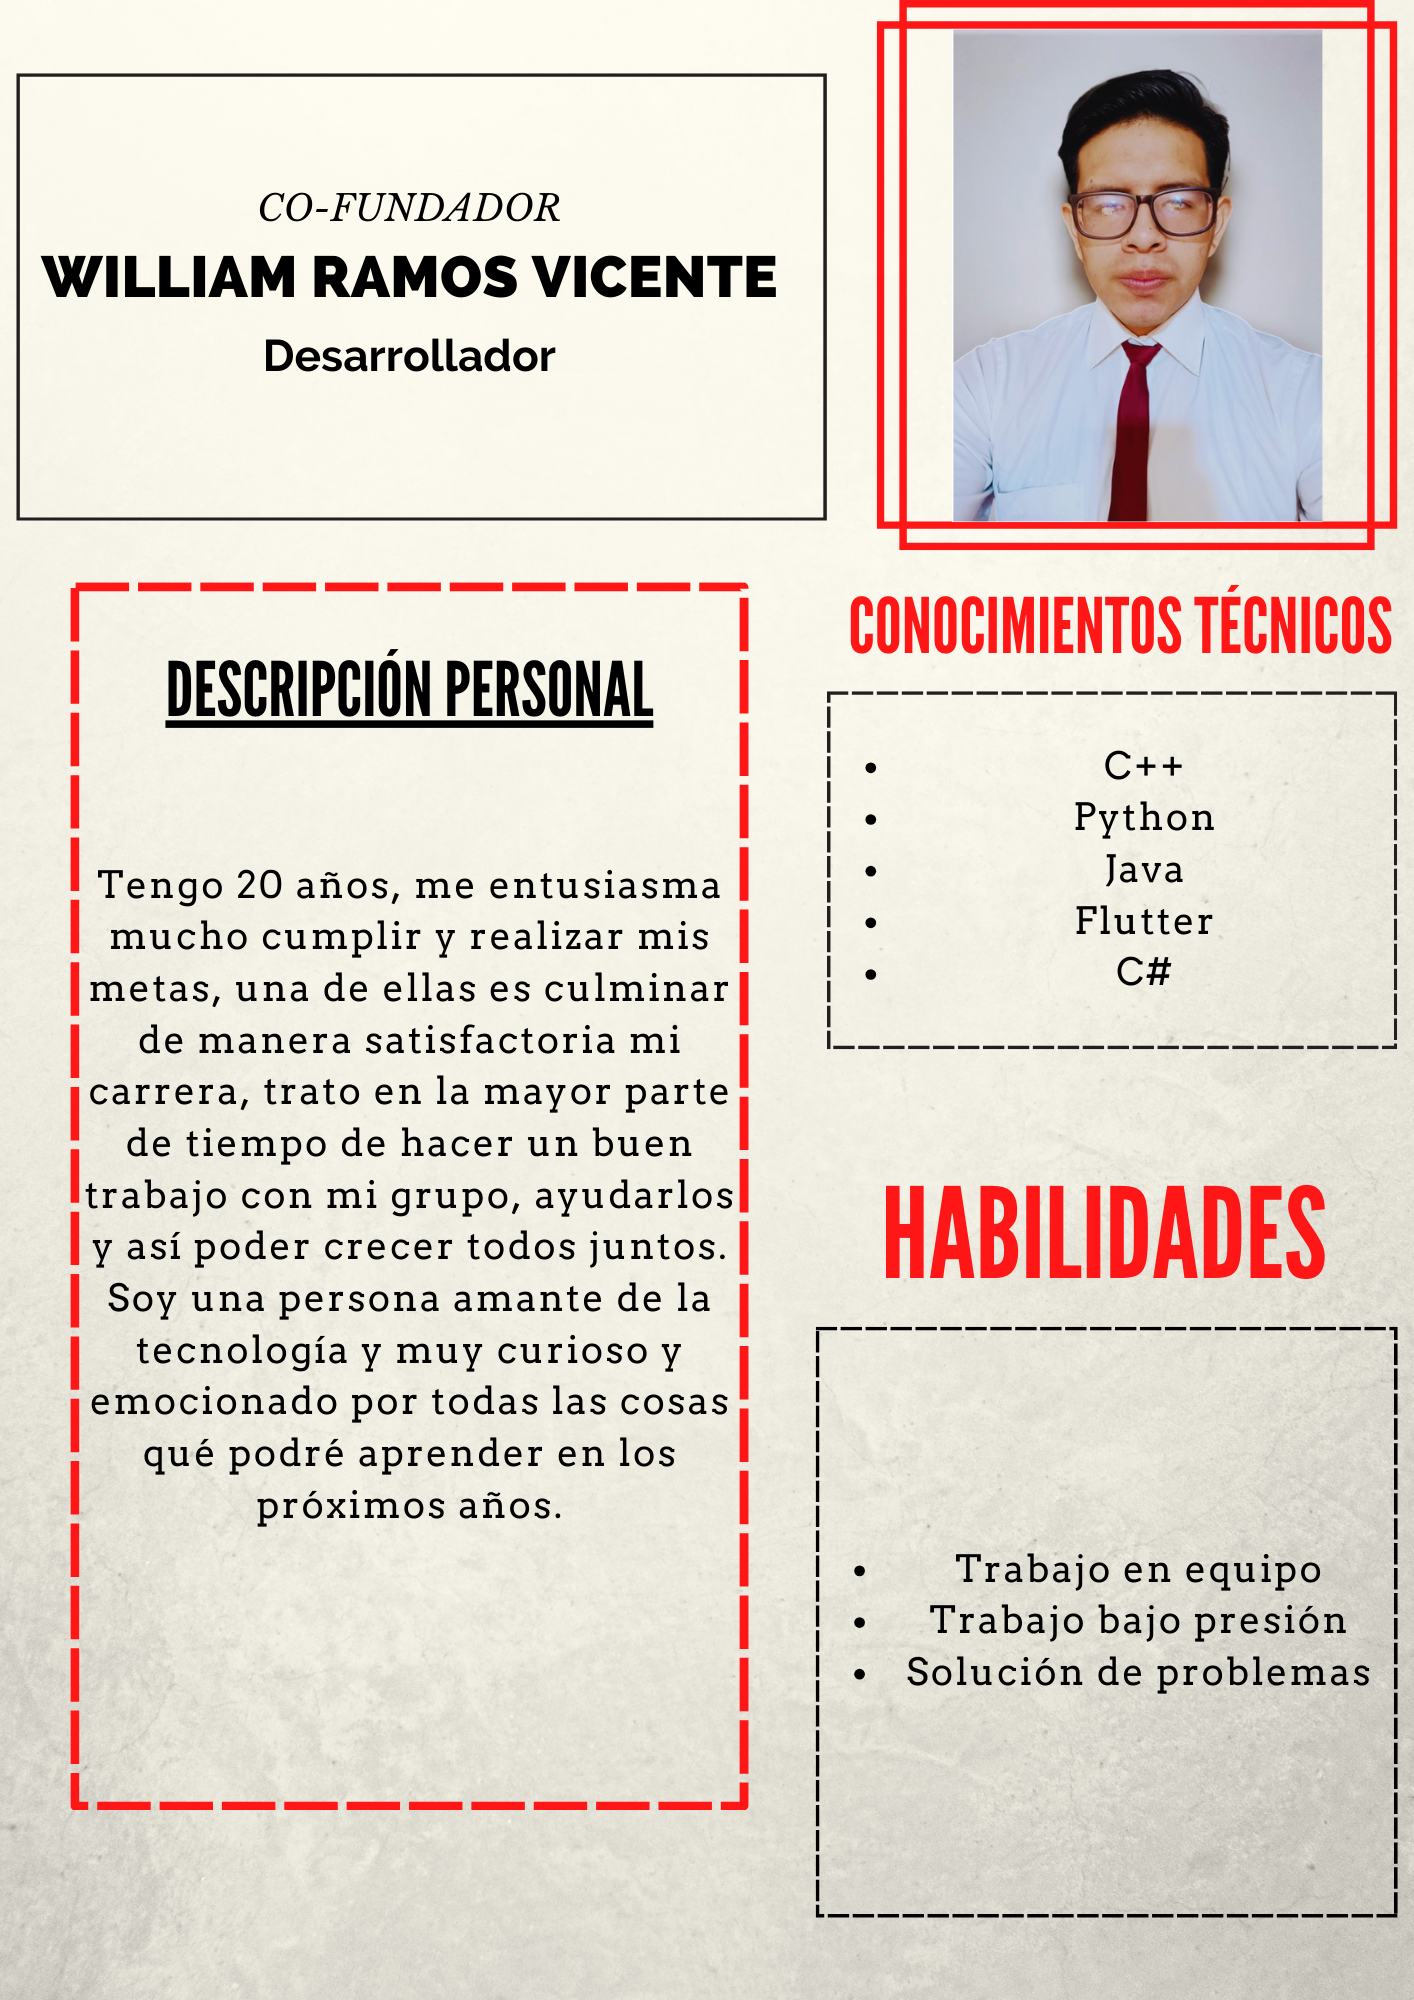 CO-FUNDADOR
WILLIAM RAMOS VICENTE
Desarrollador
DESCRIPCIÓN PERSONAL
Tengo 20 años, me entusiasma
mucho cumplir y realizar mis
metas, una de ellas es culminar
de manera satisfactoria mi
carrera, trato en la mayor parte
de tiempo de hacer un buen
trabajo con mi grupo, ayudarlos
y así poder crecer todos juntos.
Soy una persona amante de la
tecnología y muy curioso y
emocionado por todas las cosas
qué podré aprender en los
próximos años.
CONOCIMIENTOS TÉCNICOS
• C++
• Python
• Java
• Flutter
• C#
HABILIDADES
• Trabajo en equipo
• Trabajo bajo presión
• Solución de problemas